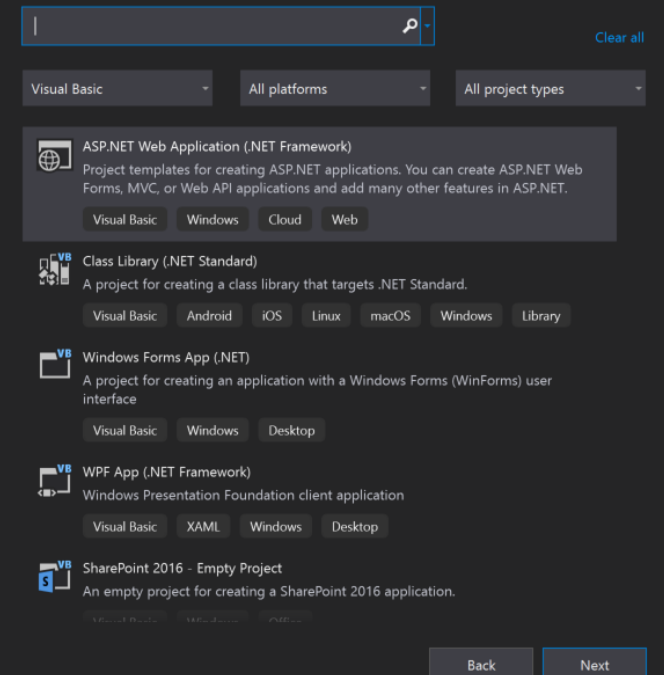 Clear all
Visual Basic
All platforms
All project types
ASP.NET Web Application (.NET Framework)
Project templates for creating ASP.NET applications. You can create ASP.NET Web
Forms, MVC, or Web API applications and add many other features in ASP.NET.
Visual Basic Windows Cloud Web
VB
Class Library (.NET Standard)
A project for creating a class library that targets .NET Standard.
Visual Basic Android iOS Linux macOS Windows Library
VB
Windows Forms App (.NET)
A project for creating an application with a Windows Forms (WinForms) user
interface
Visual Basic Windows Desktop
VB
WPF App (.NET Framework)
Windows Presentation Foundation client application
Visual Basic XAML Windows Desktop
VB
S
SharePoint 2016 - Empty Project
An empty project for creating a SharePoint 2016 application.
Visual Basic Windows Office
Back Next